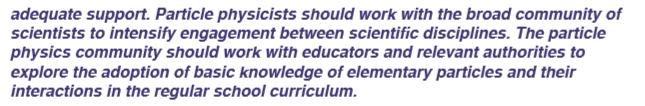 adequate support. Particle physicists should work with the broad community of
scientists to intensify engagement between scientific disciplines. The particle
physics community should work with educators and relevant authorities to
explore the adoption of basic knowledge of elementary particles and their
interactions in the regular school curriculum.